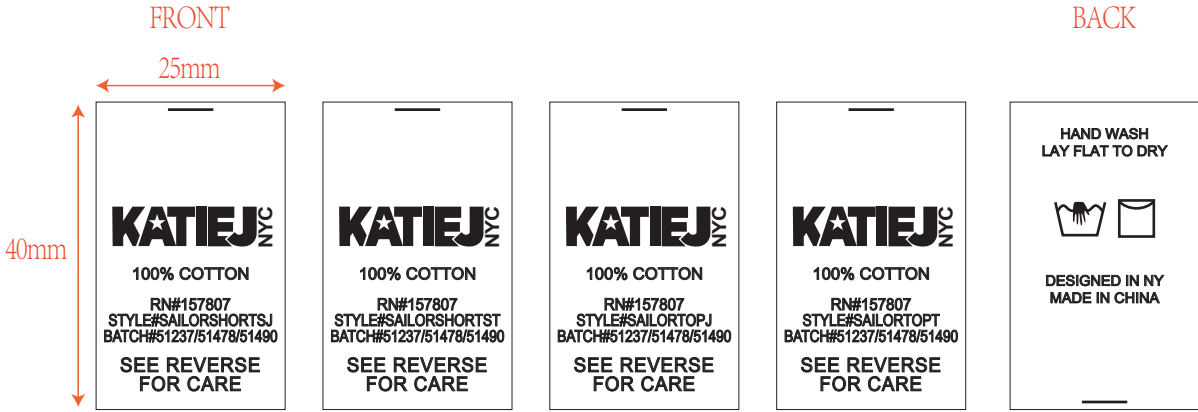 FRONT
BACK
25mm
40mm
KATIEJ NYC
100% COTTON
RN#157807
STYLE#SAILORSHORTSJ
BATCH#51237/51478/51490
SEE REVERSE
FOR CARE
KATIEJ NYC
100% COTTON
RN#157807
STYLE#SAILORSHORTST
BATCH#51237/51478/51490
SEE REVERSE
FOR CARE
KATIEJ NYC
100% COTTON
RN#157807
STYLE#SAILORTOPJ
BATCH#51237/51478/51490
SEE REVERSE
FOR CARE
KATIEJ NYC
100% COTTON
RN#157807
STYLE#SAILORTOPT
BATCH#51237/51478/51490
SEE REVERSE
FOR CARE
HAND WASH
LAY FLAT TO DRY
DESIGNED IN NY
MADE IN CHINA